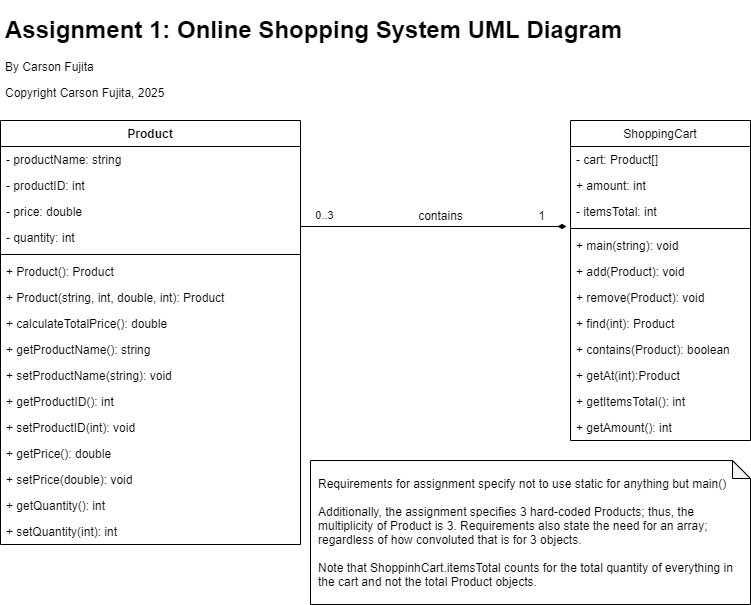 Assignment 1: Online Shopping System UML Diagram
By Carson Fujita
Copyright Carson Fujita, 2025
Product
- productName: string
- productID: int
- price: double
- quantity: int
+ Product(): Product
+ Product(string, int, double, int): Product
+ calculateTotalPrice(): double
+ getProductName(): string
+ setProductName(string): void
+ getProductID(): int
+ setProductID(int): void
+ getPrice(): double
+ setPrice(double): void
+ getQuantity(): int
+ setQuantity(int): int
0..3
contains
1
ShoppingCart
- cart: Product[]
+ amount: int
- itemsTotal: int
+ main(string): void
+ add(Product): void
+ remove(Product): void
+ find(int): Product
+ contains(Product): boolean
+ getAt(int):Product
+ getItemsTotal(): int
+ getAmount(): int
Requirements for assignment specify not to use static for anything but main()
Additionally, the assignment specifies 3 hard-coded Products; thus, the
multiplicity of Product is 3. Requirements also state the need for an array;
regardless of how convoluted that is for 3 objects.
Note that ShoppinhCart.itemsTotal counts for the total quantity of everything in
the cart and not the total Product objects.